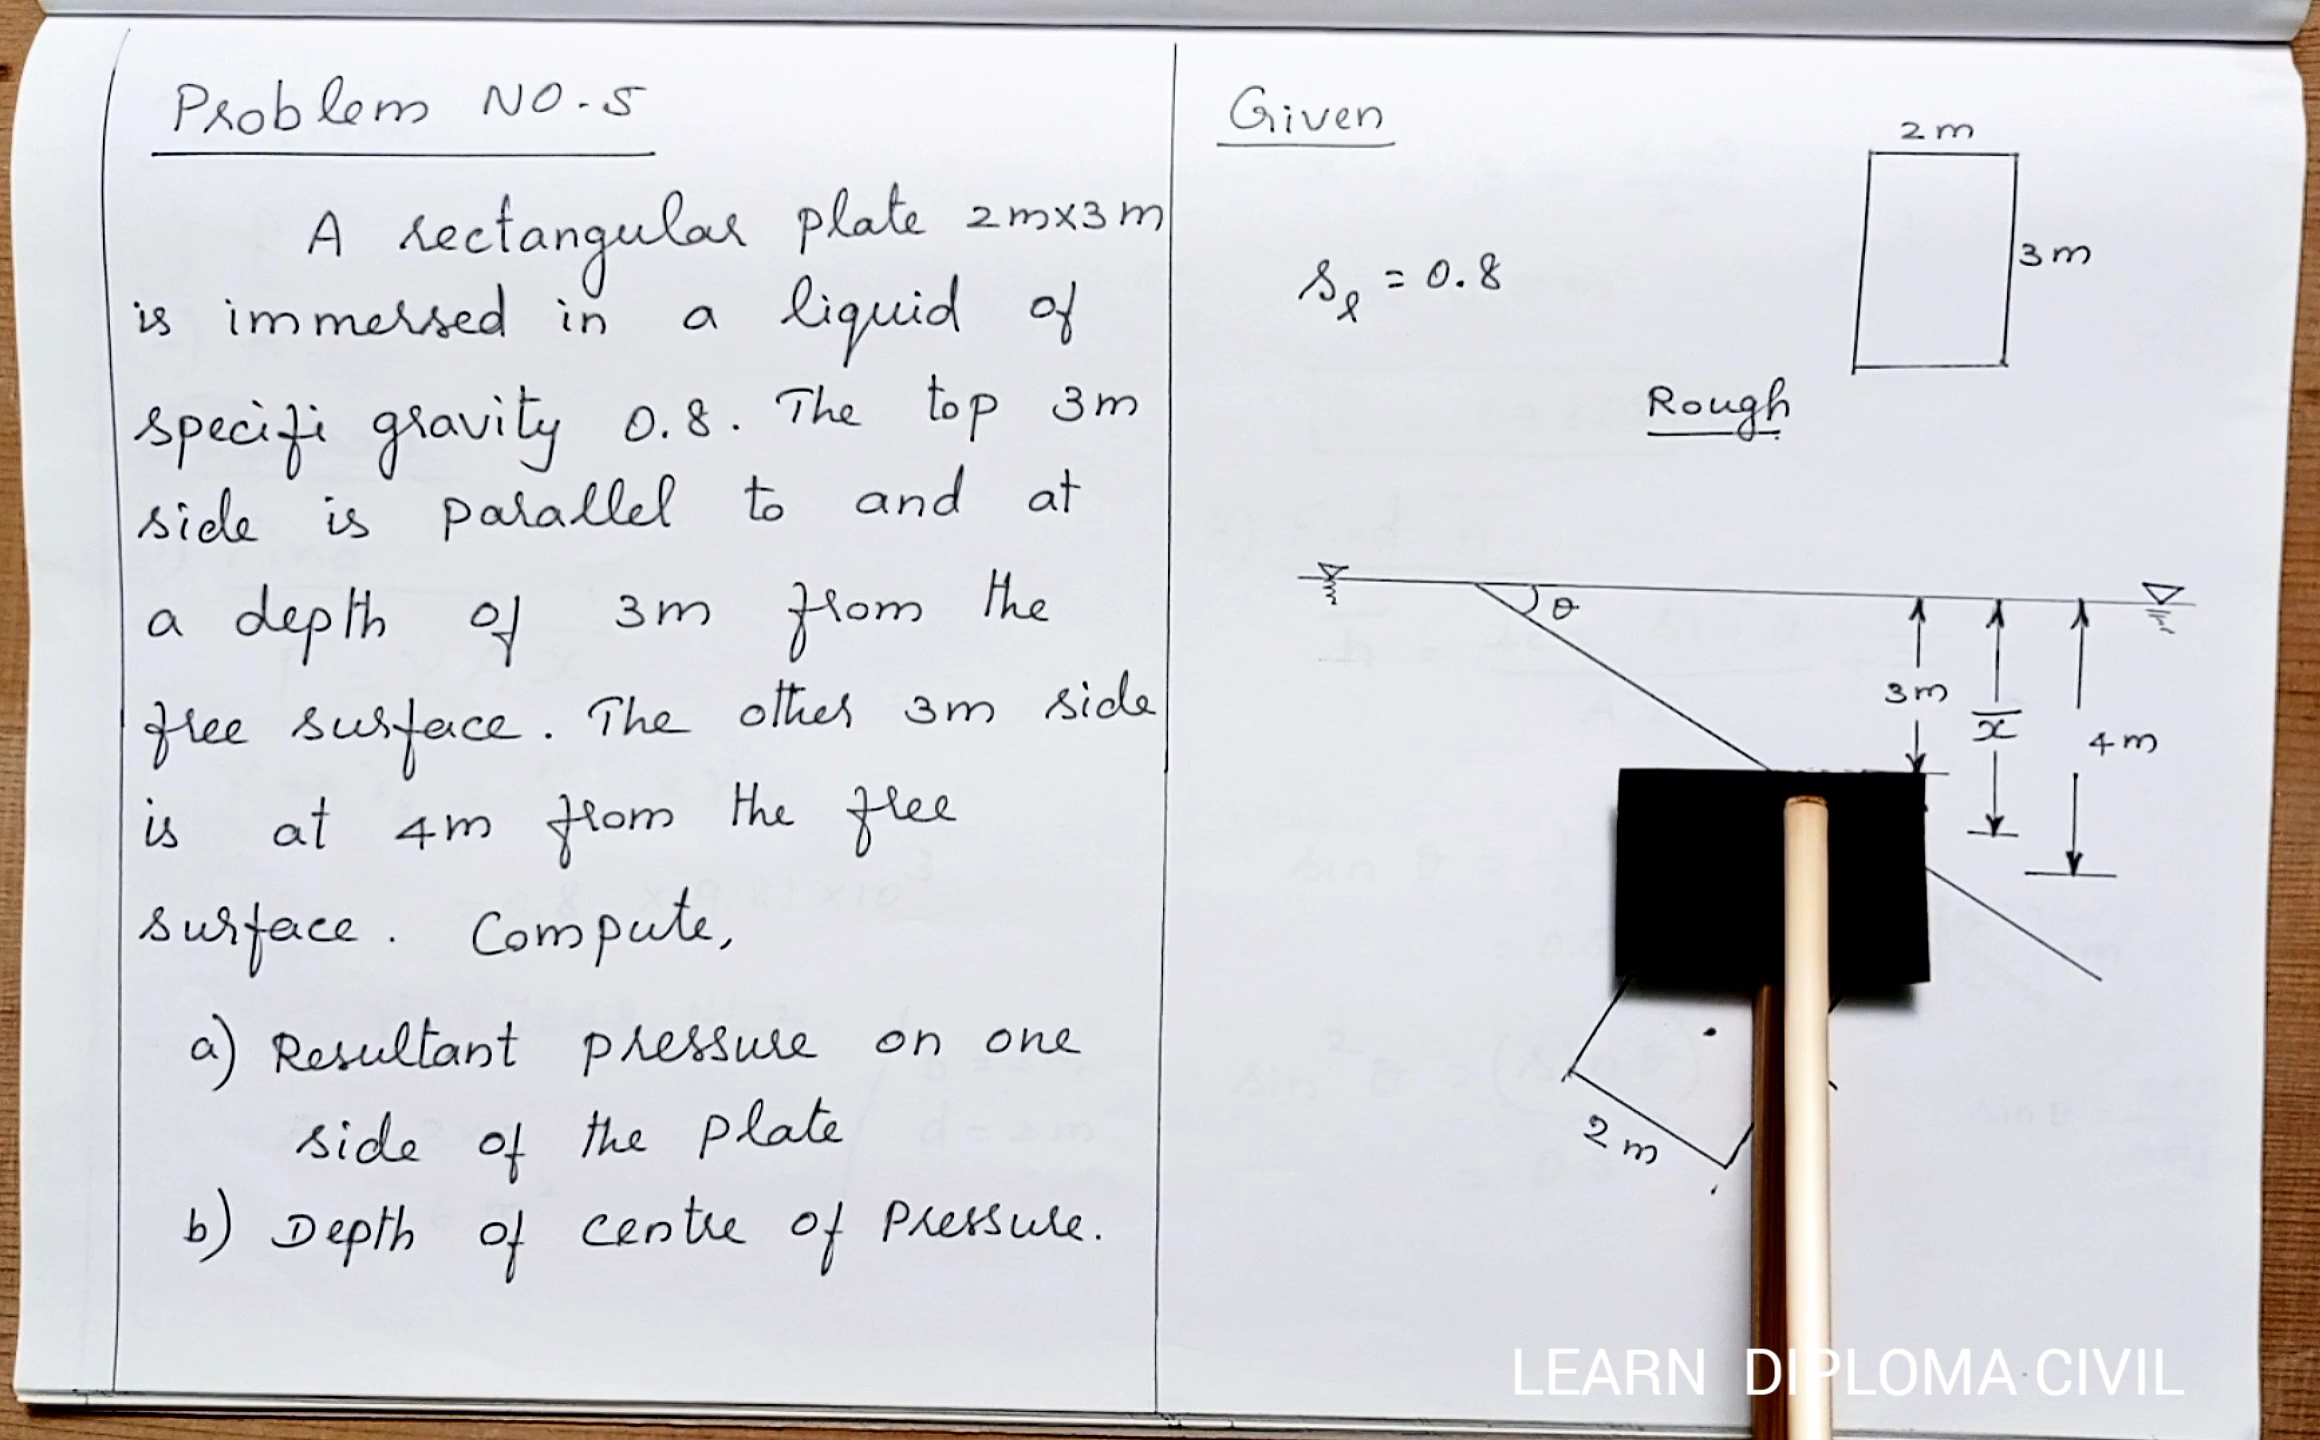 Problem NO-5
A rectangular plate 2m×3m
is immersed in a liquid of
specifi gravity 0.8. The top 3m
side is parallel to and at
a depth of 3m from the
free surface. The other 3m side
is at 4m from the free
surface. Compute,
a) Resultant pressure on one
side of the plate
b) Depth of centre of Pressure.
Given
2m
3m
Sℓ = 0.8
Rough
θ
3m
x̄
4m
2m
LEARN DIPLOMA CIVIL